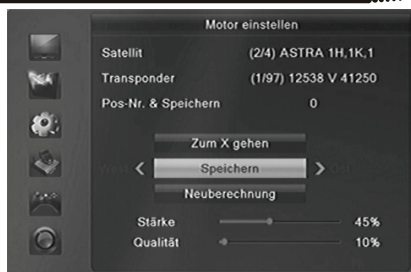 Motor einstellen
Satellit (2/4) ASTRA 1H,1K,1
Transponder (1/97) 12538 V 41250
Pos-Nr. & Speichern 0
Zum X gehen
Speichern
Neuberechnung
Stärke 45%
Qualität 10%